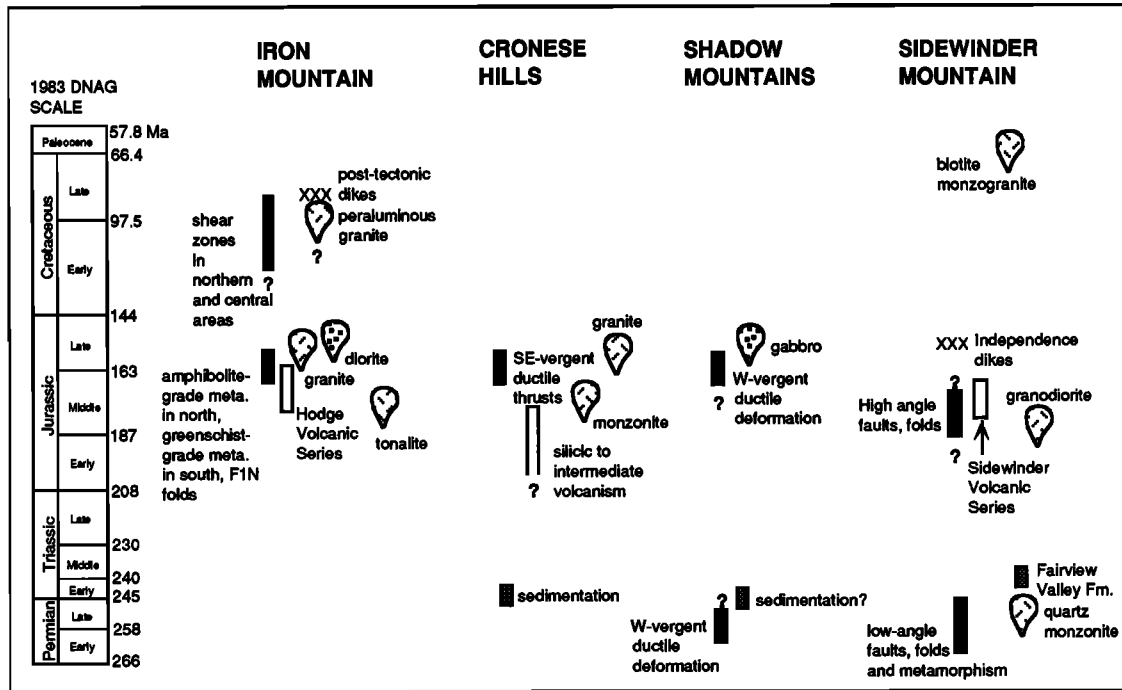 IRON
MOUNTAIN
CRONESE
HILLS
SHADOW
MOUNTAINS
SIDEWINDER
MOUNTAIN
1983 DNAG
SCALE
Paleocene
57.8 Ma
66.4
Cretaceous
Late
97.5
Early
144
Jurassic
Late
163
Middle
187
Early
208
Triassic
Late
230
Middle
240
Early
245
Permian
Late
258
Early
266
shear
zones
in
northern
and central
areas
?
XXX
post-tectonic
dikes
peraluminous
granite
?
amphibolite-
grade meta.
in north,
greenschist-
grade meta.
in south, F1N
folds
granite
diorite
Hodge
Volcanic
Series
tonalite
granite
SE-vergent
ductile
thrusts
monzonite
silicic to
intermediate
volcanism
?
sedimentation
gabbro
W-vergent
ductile
deformation
?
?
sedimentation?
W-vergent
ductile
deformation
biotite
monzogranite
XXX Independence
dikes
?
High angle
faults, folds
?
granodiorite
Sidewinder
Volcanic
Series
Fairview
Valley Fm.
quartz
monzonite
low-angle
faults, folds
and metamorphism